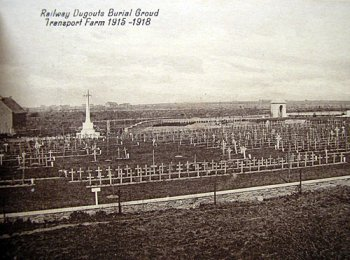 Railway Dugouts Burial Groud
Transport Farm 1915-1918